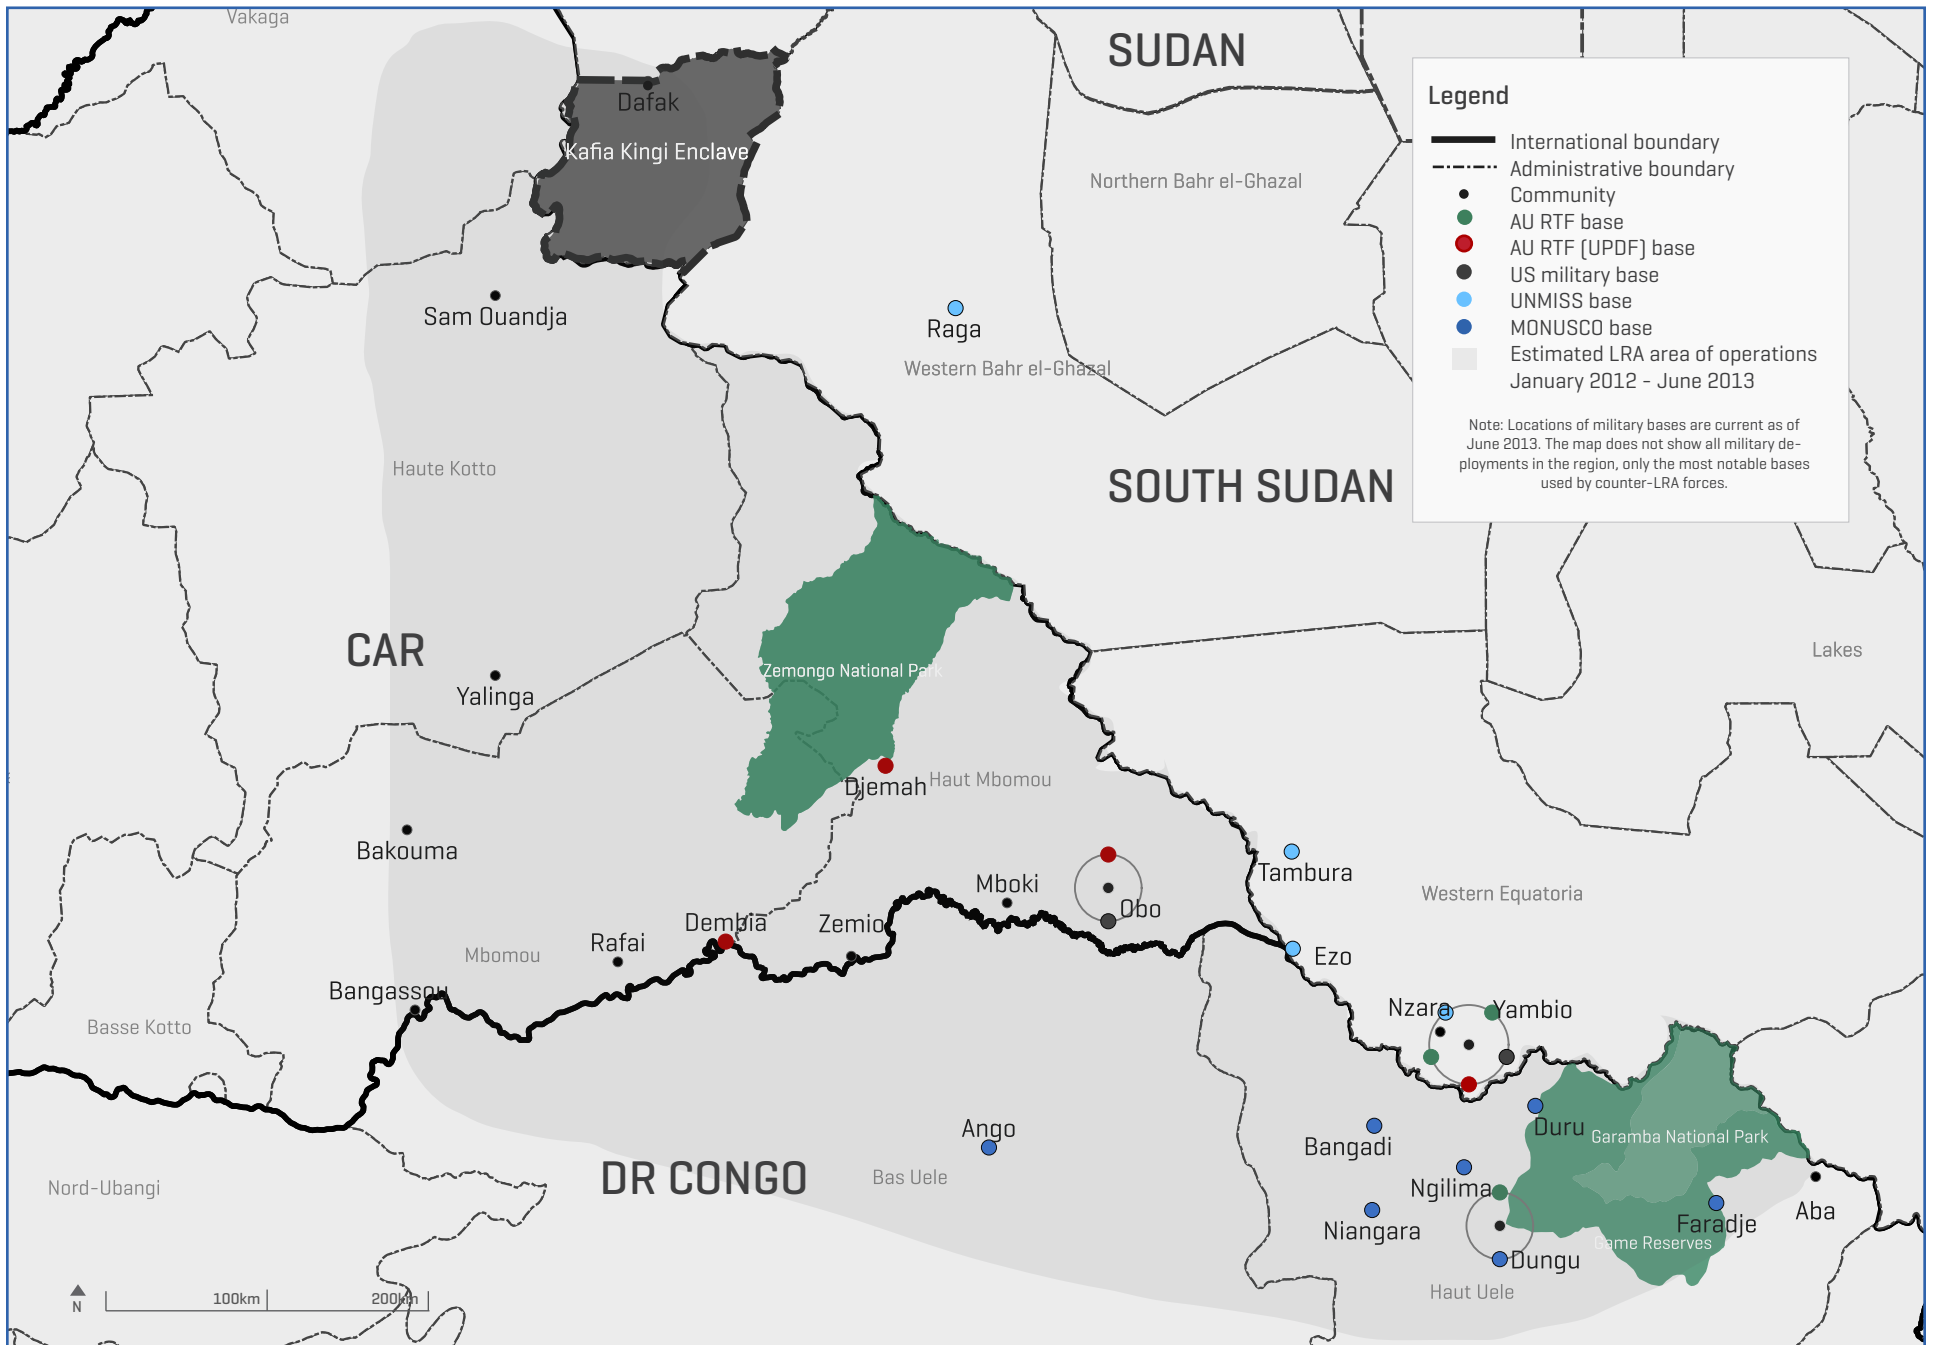 Vakaga
SUDAN
Dafak
Kafia Kingi Enclave
Northern Bahr el-Ghazal
Legend
International boundary
Administrative boundary
Community
AU RTF base
AU RTF (UPDF) base
US military base
UNMISS base
MONUSCO base
Estimated LRA area of operations
January 2012 - June 2013
Note: Locations of military bases are current as of
June 2013. The map does not show all military de-
ployments in the region, only the most notable bases
used by counter-LRA forces.
Sam Ouandja
Raga
Western Bahr el-Ghazal
Haute Kotto
SOUTH SUDAN
CAR
Lakes
Zemongo National Park
Yalinga
Djemah
Haut Mbomou
Bakouma
Tambura
Mboki
Obo
Western Equatoria
Dembia
Zemio
Rafai
Mbomou
Ezo
Bangassou
Nzara
Yambio
Basse Kotto
Ango
Duru
Garamba National Park
Bangadi
DR CONGO
Bas Uele
Nord-Ubangi
Ngilima
Niangara
Faradje
Aba
Game Reserves
Dungu
Haut Uele
N
100km
200km